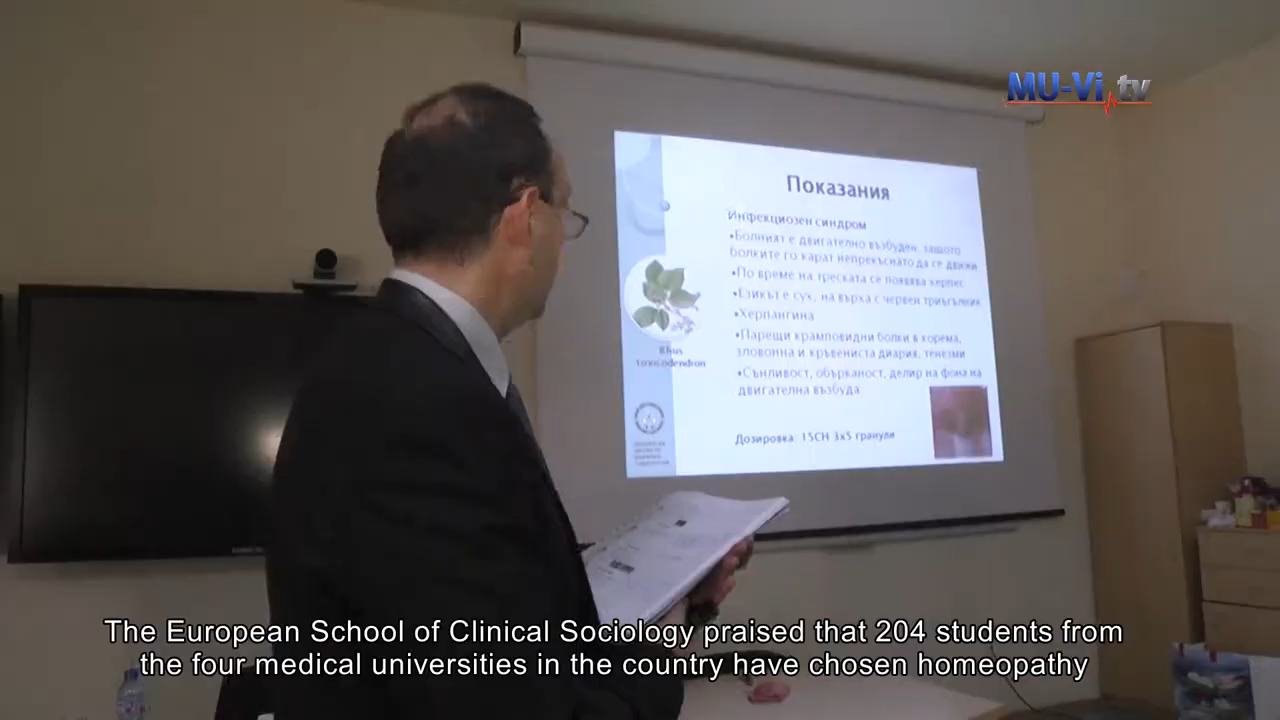 MU-Vi.tv
Показания
Инфекциозен синдром
•Болният е двигателно възбуден, защото
болките го карат непрекъснато да се движи
•По време на треската се появява херпес
•Езикът е сух, на върха с червен триъгълник
•Херпангина
•Парещи крамповидни болки в корема,
зловонна и кървениста диария, тенезми
•Сънливост, обърканост, делир на фона на
двигателна възбуда
Дозировка: 15CH 3x5 гранули
Rhus
toxicodendron
The European School of Clinical Sociology praised that 204 students from
the four medical universities in the country have chosen homeopathy